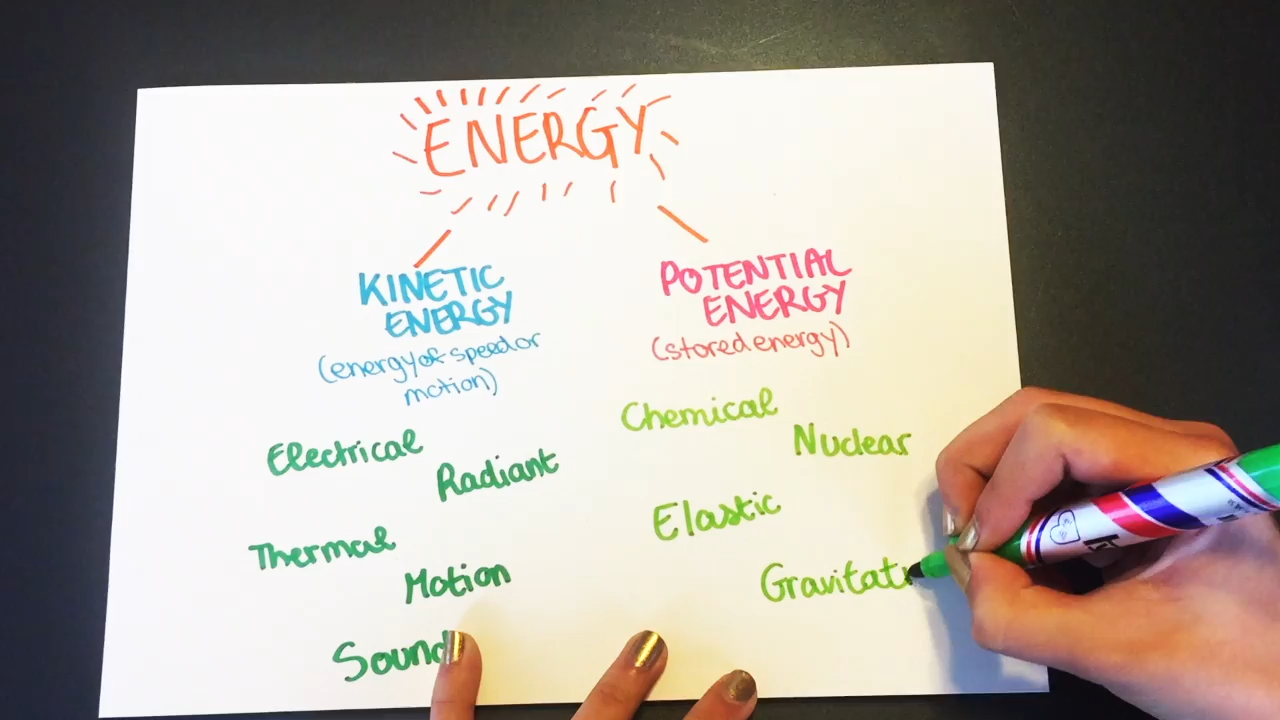 ENERGY
KINETIC
ENERGY
(energy of speed or
motion)
POTENTIAL
ENERGY
(stored energy)
Electrical
Radiant
Thermal
Motion
Sound
Chemical
Nuclear
Elastic
Gravitati